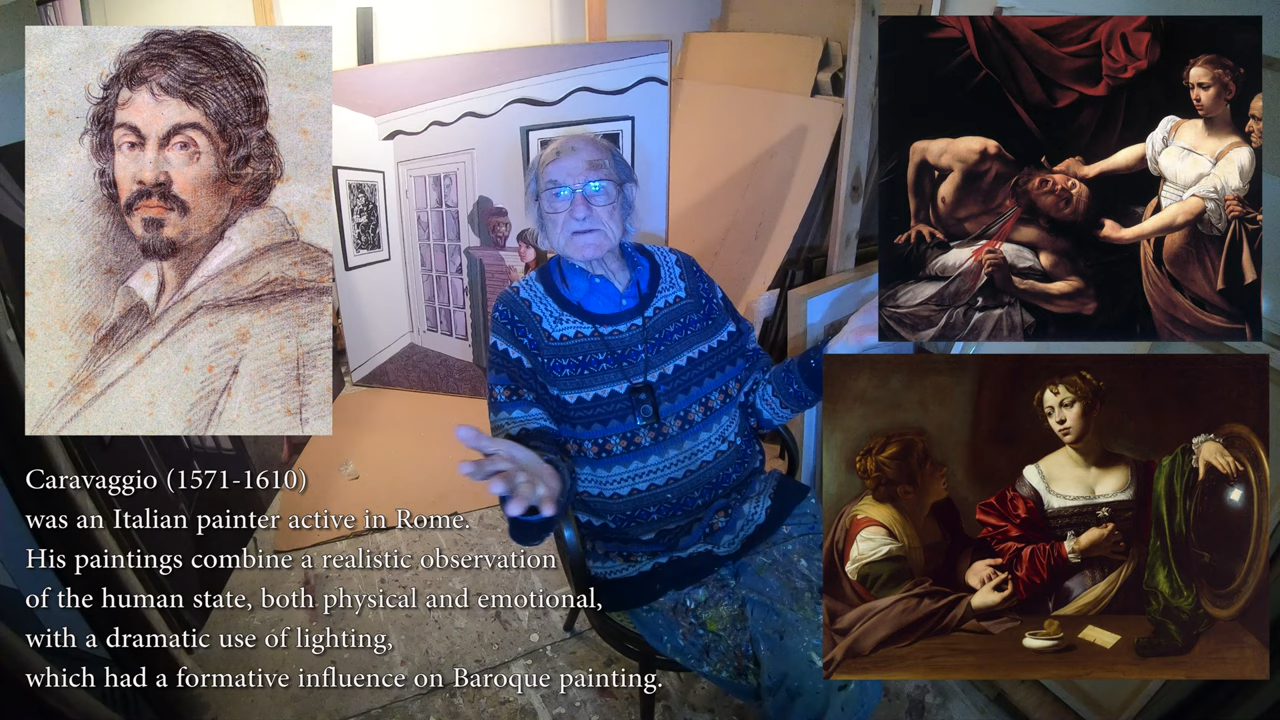 Caravaggio (1571-1610)
was an Italian painter active in Rome.
His paintings combine a realistic observation
of the human state, both physical and emotional,
with a dramatic use of lighting,
which had a formative influence on Baroque painting.